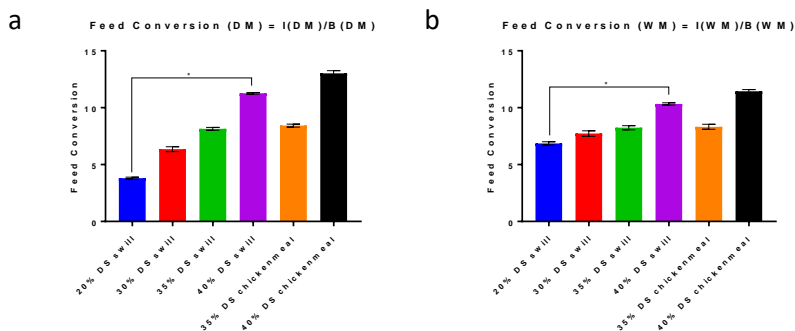 a
Feed Conversion (DM) = I(DM)/B(DM)
Feed Conversion
15
10
5
0
*
20% DS swill
30% DS swill
35% DS swill
40% DS swill
35% DS chickenmeal
40% DS chickenmeal
b
Feed Conversion (WM) = I(WM)/B(WM)
Feed Conversion
15
10
5
0
*
20% DS swill
30% DS swill
35% DS swill
40% DS swill
35% DS chickenmeal
40% DS chickenmeal